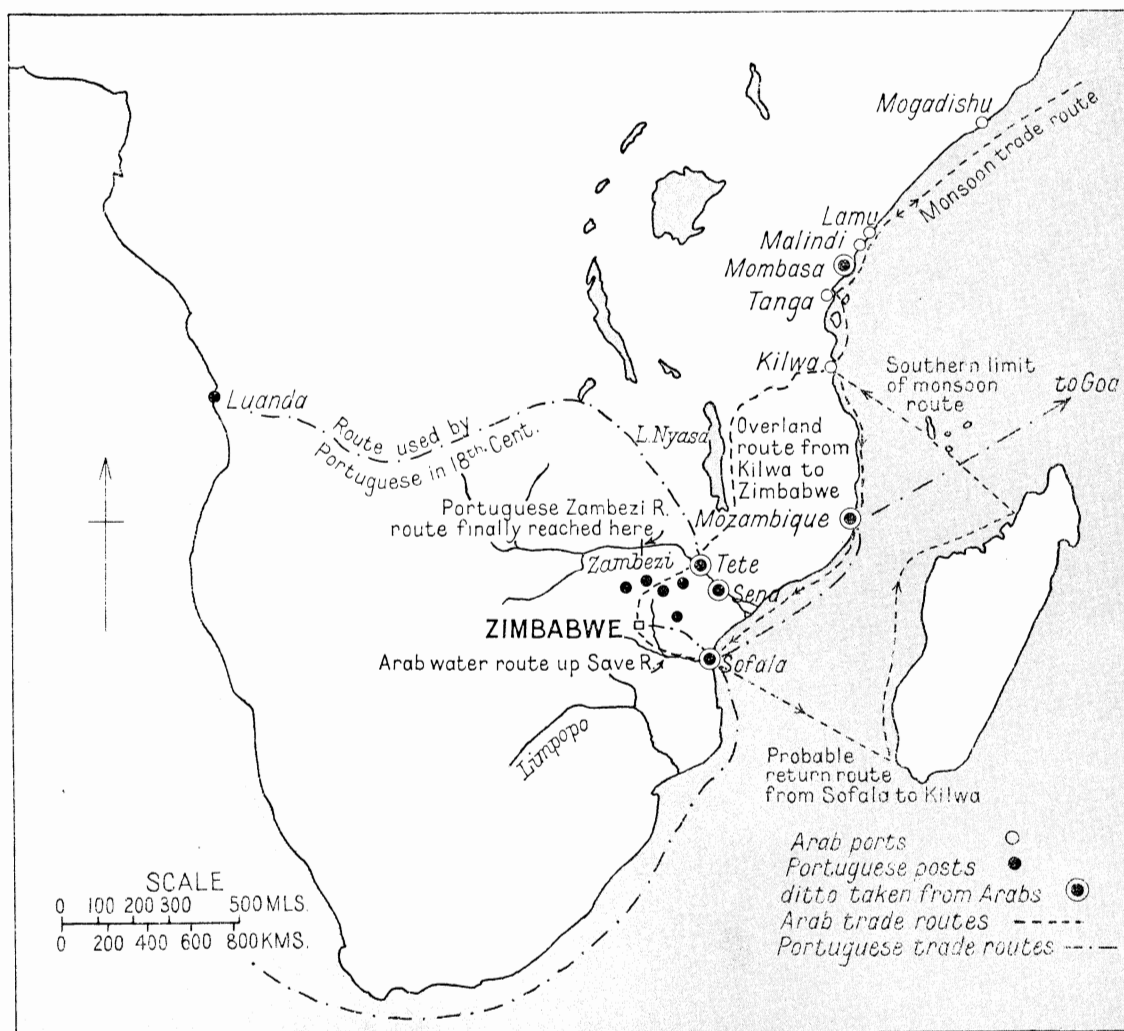 Mogadishu
Monsoon trade route
Lamu
Malindi
Mombasa
Tanga
Kilwa
Southern limit
of monsoon
route
to Goa
Luanda
Route used by
Portuguese in 18th. Cent.
L. Nyasa
Overland
route from
Kilwa to
Zimbabwe
Portuguese Zambezi R.
route finally reached here
Mozambique
Zambezi
Tete
Sena
ZIMBABWE
Arab water route up Save R.
Sofala
Limpopo
Probable
return route
from Sofala to Kilwa
Arab ports
Portuguese posts
ditto taken from Arabs
Arab trade routes
Portuguese trade routes
SCALE
0 100 200 300 500 MLS.
0 200 400 600 800 KMS.